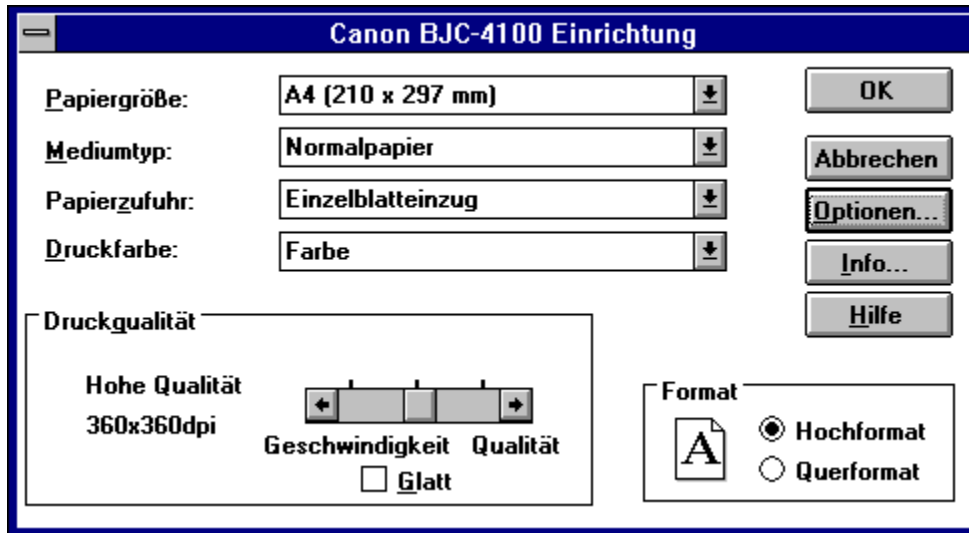 Canon BJC-4100 Einrichtung
Papiergröße: A4 (210 x 297 mm)
OK
Mediumtyp: Normalpapier
Abbrechen
Papierzufuhr: Einzelblatteinzug
Optionen...
Druckfarbe: Farbe
Info...
Hilfe
Druckqualität
Hohe Qualität
360x360dpi
Geschwindigkeit Qualität
Glatt
Format
A
Hochformat
Querformat